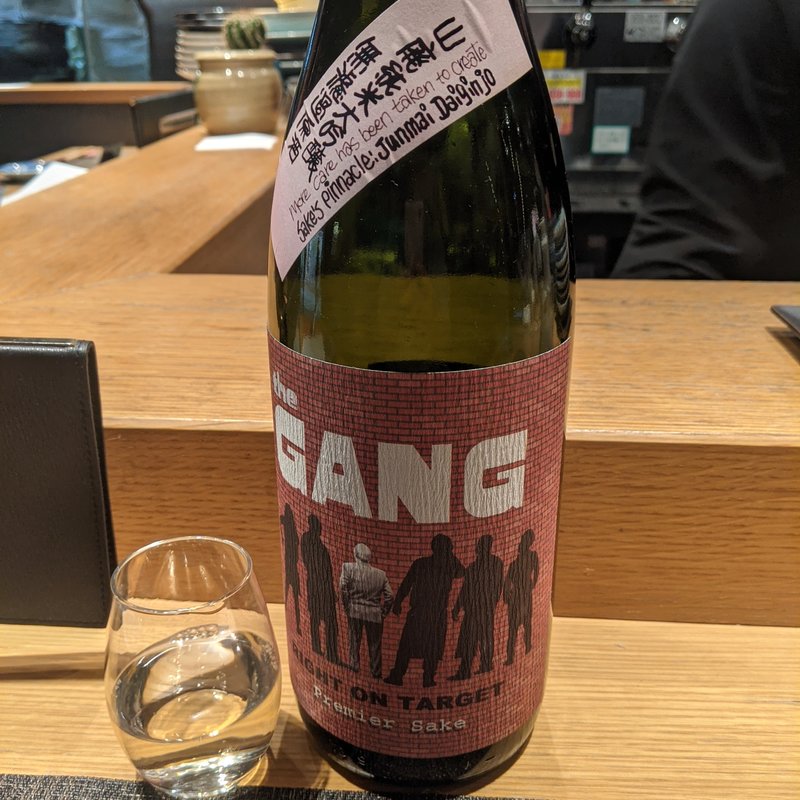 山廃純米大吟醸
無濾過原酒
More care has been taken to create
Sake's pinnacle: Junmai Daiginjo
the
GANG
RIGHT ON TARGET
Premier Sake